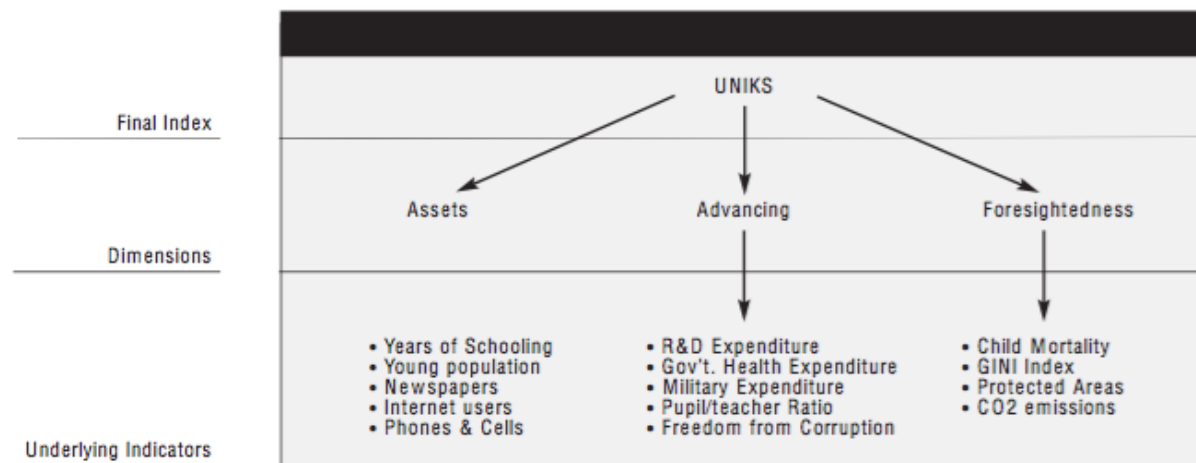 UNIKS
Final Index
Assets Advancing Foresightedness
Dimensions
• Years of Schooling
• Young population
• Newspapers
• Internet users
• Phones & Cells
• R&D Expenditure
• Gov't. Health Expenditure
• Military Expenditure
• Pupil/teacher Ratio
• Freedom from Corruption
• Child Mortality
• GINI Index
• Protected Areas
• CO2 emissions
Underlying Indicators